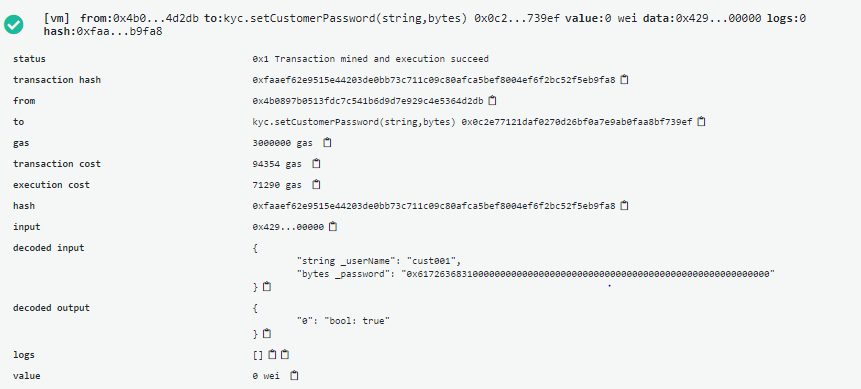 [vm] from:0x4b0...4d2db to:kyc.setCustomerPassword(string,bytes) 0x0c2...739ef value:0 wei data:0x429...00000 logs:0
hash:0xfaa...b9fa8
status 0x1 Transaction mined and execution succeed
transaction hash 0xfaaef62e9515e44203de0bb73c711c09c80afca5bef8004ef6f2bc52f5eb9fa8
from 0x4b0897b0513fdc7c541b6d9d7e929c4e5364d2db
to kyc.setCustomerPassword(string,bytes) 0x0c2e77121daf0270d26bf0a7e9ab0faa8bf739ef
gas 3000000 gas
transaction cost 94354 gas
execution cost 71290 gas
hash 0xfaaef62e9515e44203de0bb73c711c09c80afca5bef8004ef6f2bc52f5eb9fa8
input 0x429...00000
decoded input {
"string _userName": "cust001",
"bytes _password": "0x6172636831000000000000000000000000000000000000000000000000000000"
}
decoded output {
"0": "bool: true"
}
logs []
value 0 wei